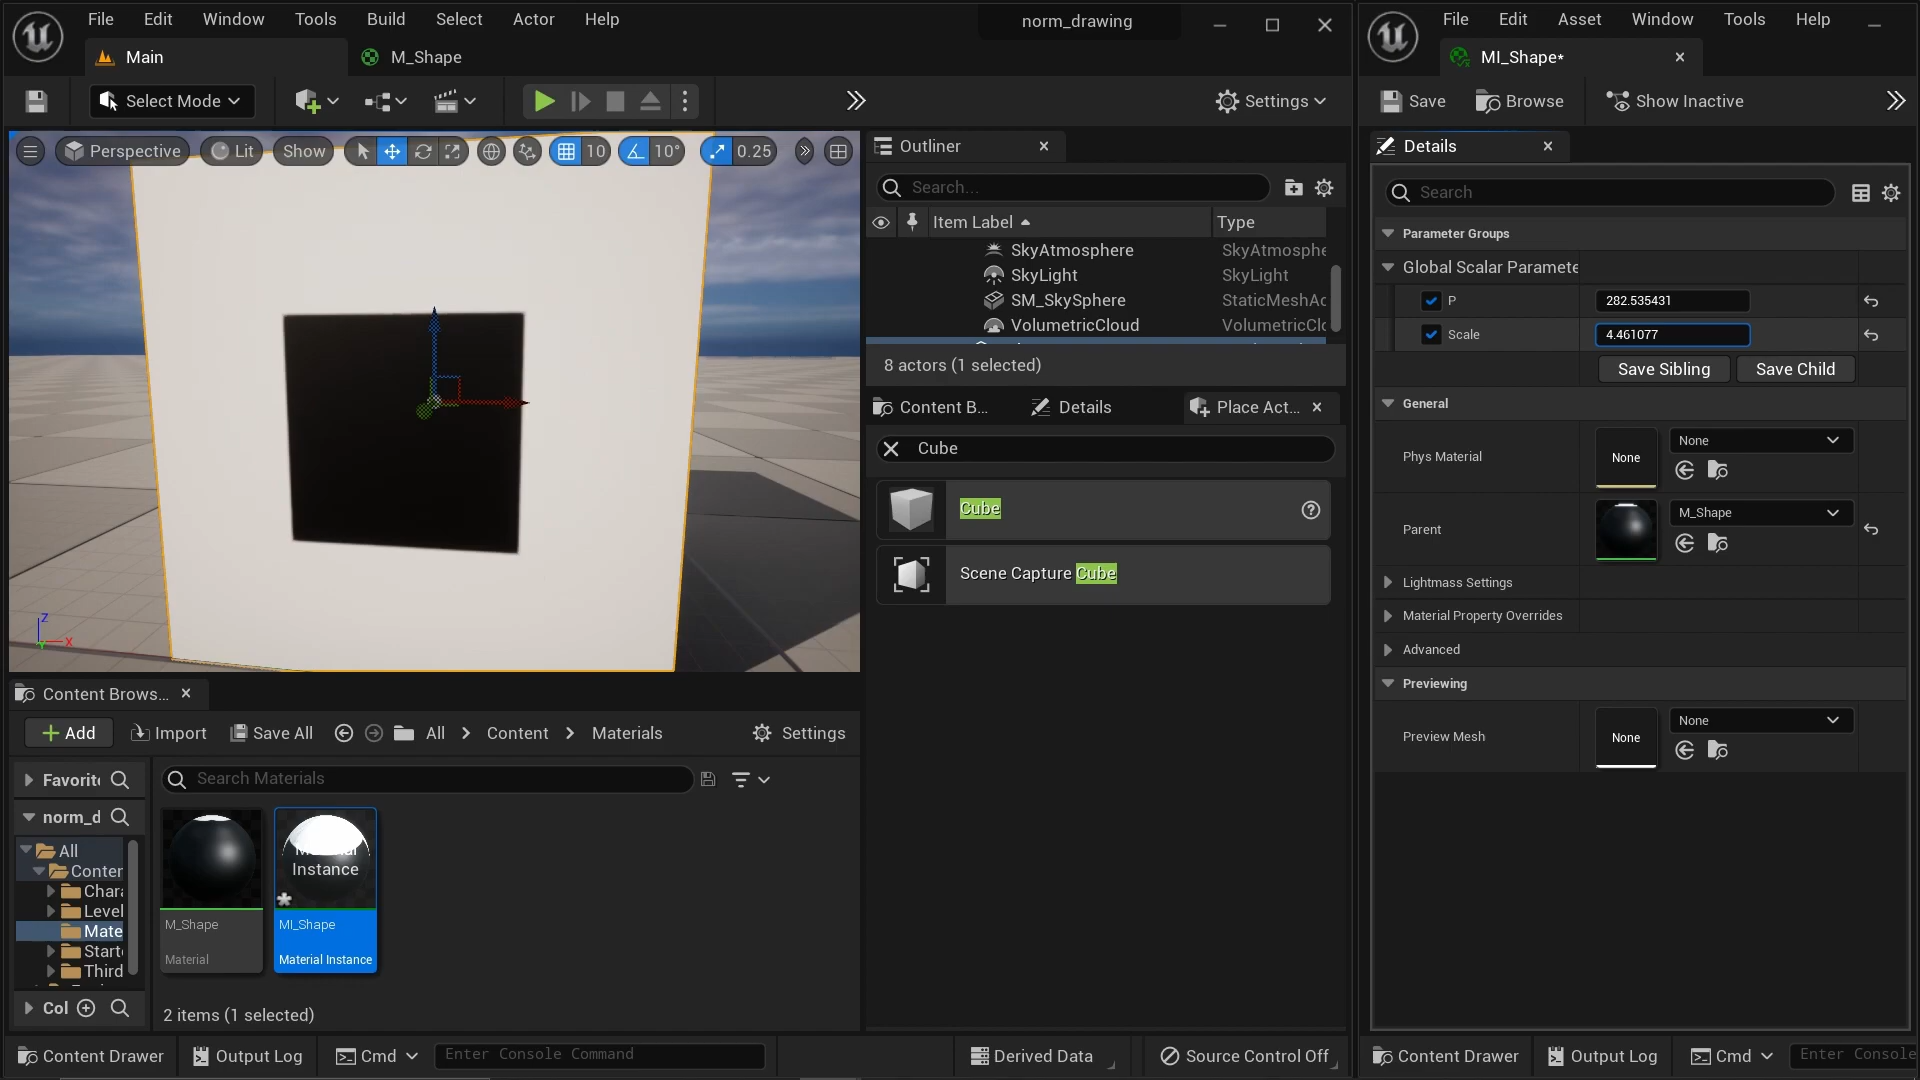 File Edit Window Tools Build Select Actor Help
norm_drawing
Main
M_Shape
Select Mode
Settings
Perspective
Lit
Show
10
10°
0.25
Z
X
Outliner
Search...
Item Label
Type
SkyAtmosphere SkyAtmosphe
SkyLight SkyLight
SM_SkySphere StaticMeshAc
VolumetricCloud VolumetricClc
8 actors (1 selected)
Content B...
Details
Place Act...
Cube
Cube
Scene Capture Cube
Content Brows...
Add
Import
Save All
All
Content
Materials
Settings
Favorit
norm_d
All
Conter
Chara
Level
Mate
Start
Third
Col
Search Materials
Instance
M_Shape
Material
MI_Shape
Material Instance
2 items (1 selected)
Content Drawer
Output Log
Cmd
Enter Console Command
Derived Data
Source Control Off
File Edit Asset Window Tools Help
MI_Shape*
Save
Browse
Show Inactive
Details
Search
Parameter Groups
Global Scalar Paramete
P 282.535431
Scale 4.461077
Save Sibling
Save Child
General
Phys Material
None
None
Parent
M_Shape
Lightmass Settings
Material Property Overrides
Advanced
Previewing
Preview Mesh
None
None
Content Drawer
Output Log
Cmd
Enter Console